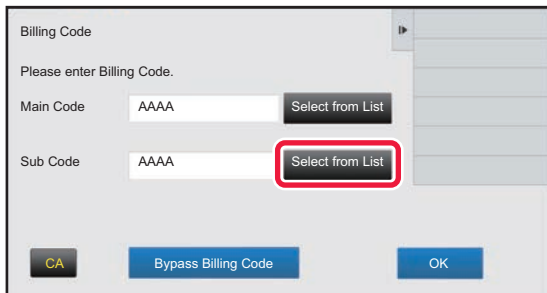 Billing Code
Please enter Billing Code.
Main Code AAAA Select from List
Sub Code AAAA Select from List
CA Bypass Billing Code OK